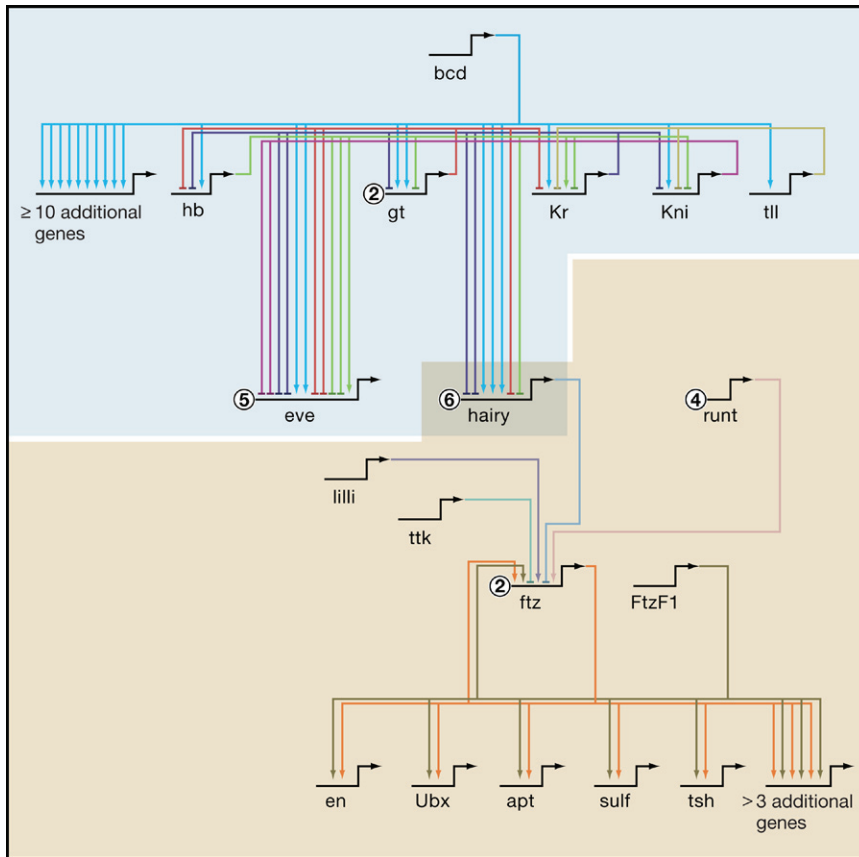 bcd
≥ 10 additional
genes
hb
2
gt
Kr
Kni
tll
5
eve
6
hairy
4
runt
lilli
ttk
2
ftz
FtzF1
en
Ubx
apt
sulf
tsh
> 3 additional
genes